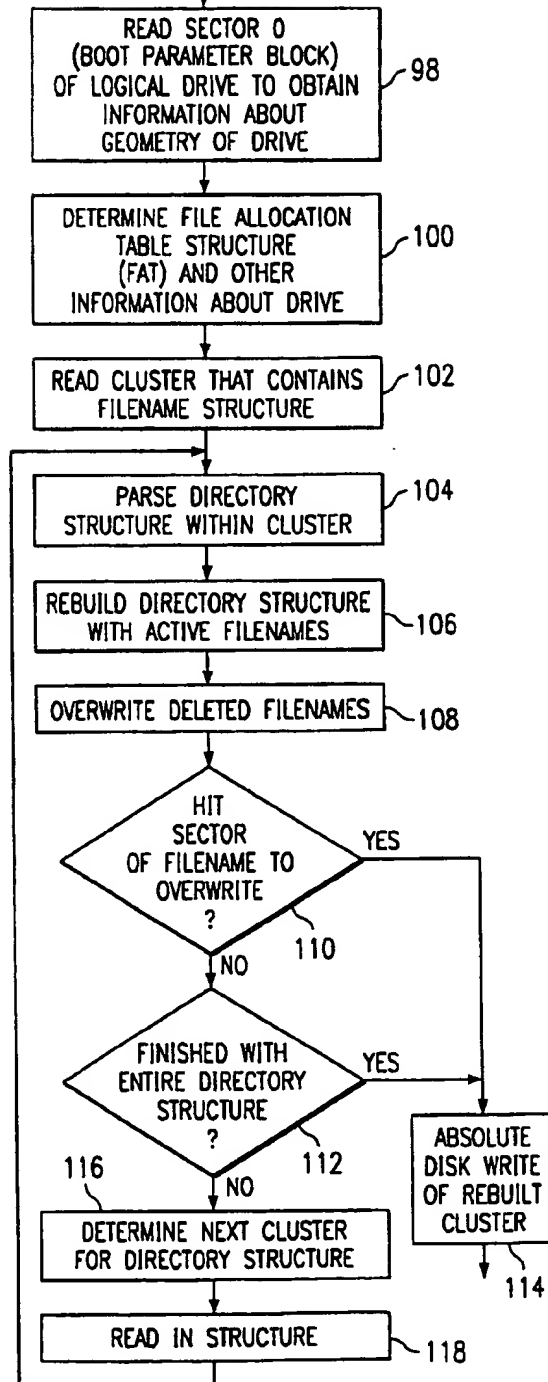 READ SECTOR 0
(BOOT PARAMETER BLOCK)
OF LOGICAL DRIVE TO OBTAIN
INFORMATION ABOUT
GEOMETRY OF DRIVE
98
DETERMINE FILE ALLOCATION
TABLE STRUCTURE
(FAT) AND OTHER
INFORMATION ABOUT DRIVE
100
READ CLUSTER THAT CONTAINS
FILENAME STRUCTURE
102
PARSE DIRECTORY
STRUCTURE WITHIN CLUSTER
104
REBUILD DIRECTORY STRUCTURE
WITH ACTIVE FILENAMES
106
OVERWRITE DELETED FILENAMES
108
HIT
SECTOR
OF FILENAME TO
OVERWRITE
?
YES
110
NO
FINISHED WITH
ENTIRE DIRECTORY
STRUCTURE
?
YES
112
NO
ABSOLUTE
DISK WRITE
OF REBUILT
CLUSTER
114
116
DETERMINE NEXT CLUSTER
FOR DIRECTORY STRUCTURE
READ IN STRUCTURE
118